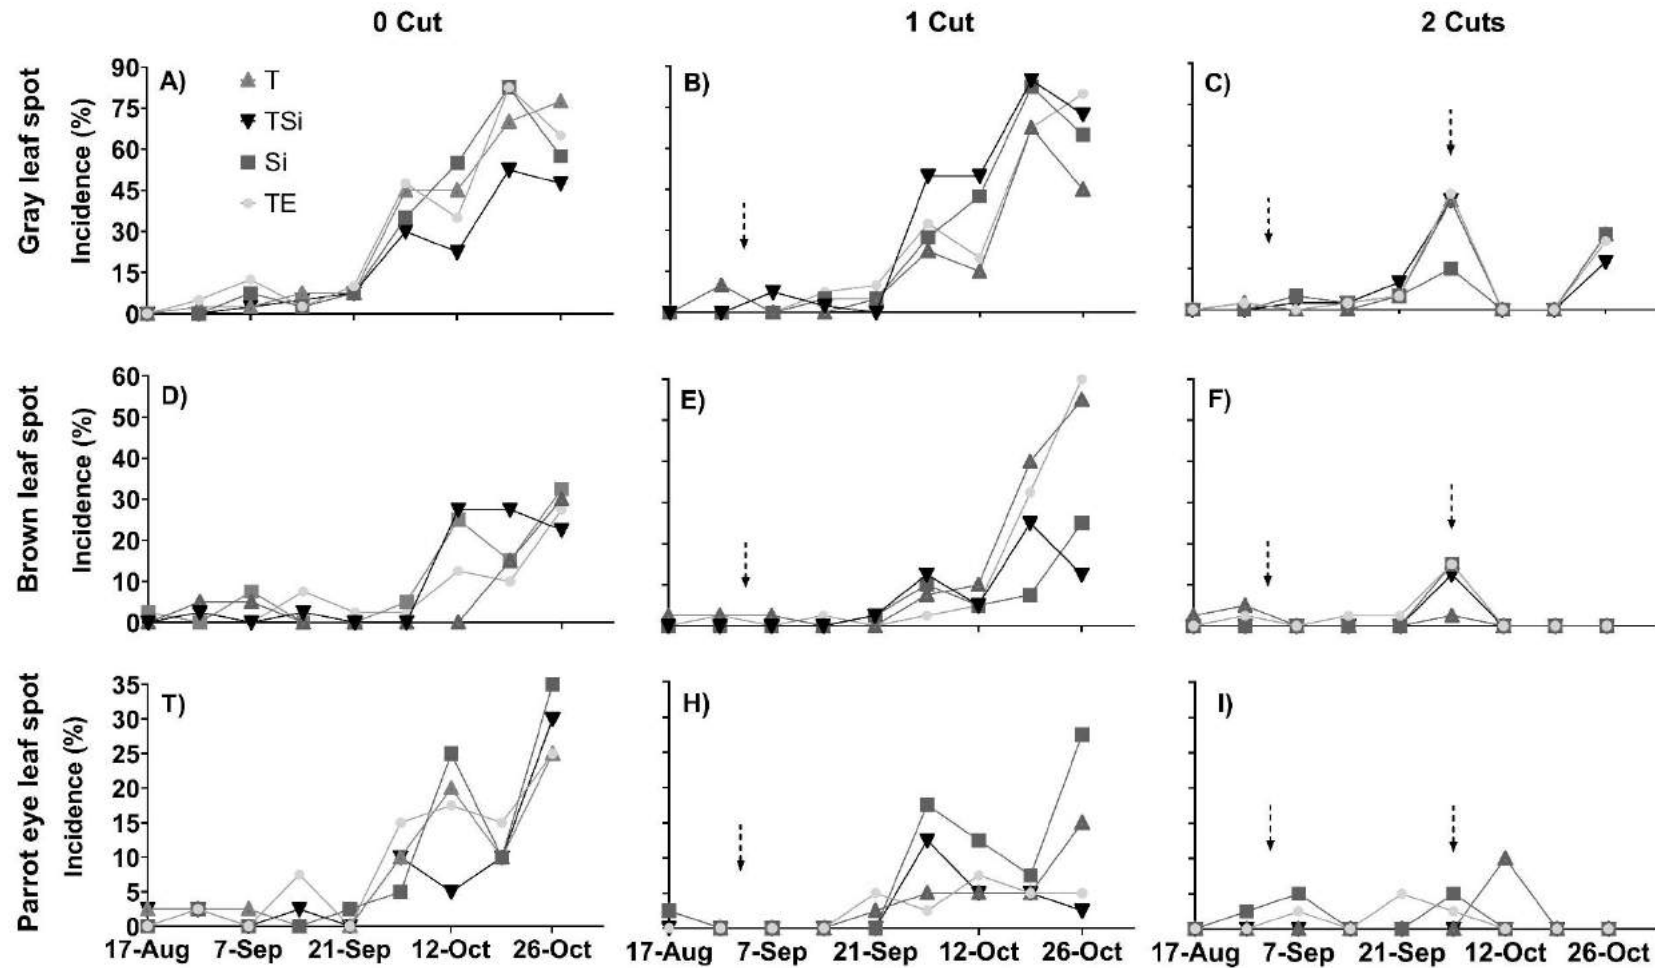 0 Cut
1 Cut
2 Cuts
Gray leaf spot
Incidence (%)
90
75
60
45
30
15
0
A)
T
TSi
Si
TE
B)
C)
Brown leaf spot
Incidence (%)
60
50
40
30
20
10
0
D)
E)
F)
Parrot eye leaf spot
Incidence (%)
35
30
25
20
15
10
5
0
T)
H)
I)
17-Aug 7-Sep 21-Sep 12-Oct 26-Oct
17-Aug 7-Sep 21-Sep 12-Oct 26-Oct
17-Aug 7-Sep 21-Sep 12-Oct 26-Oct